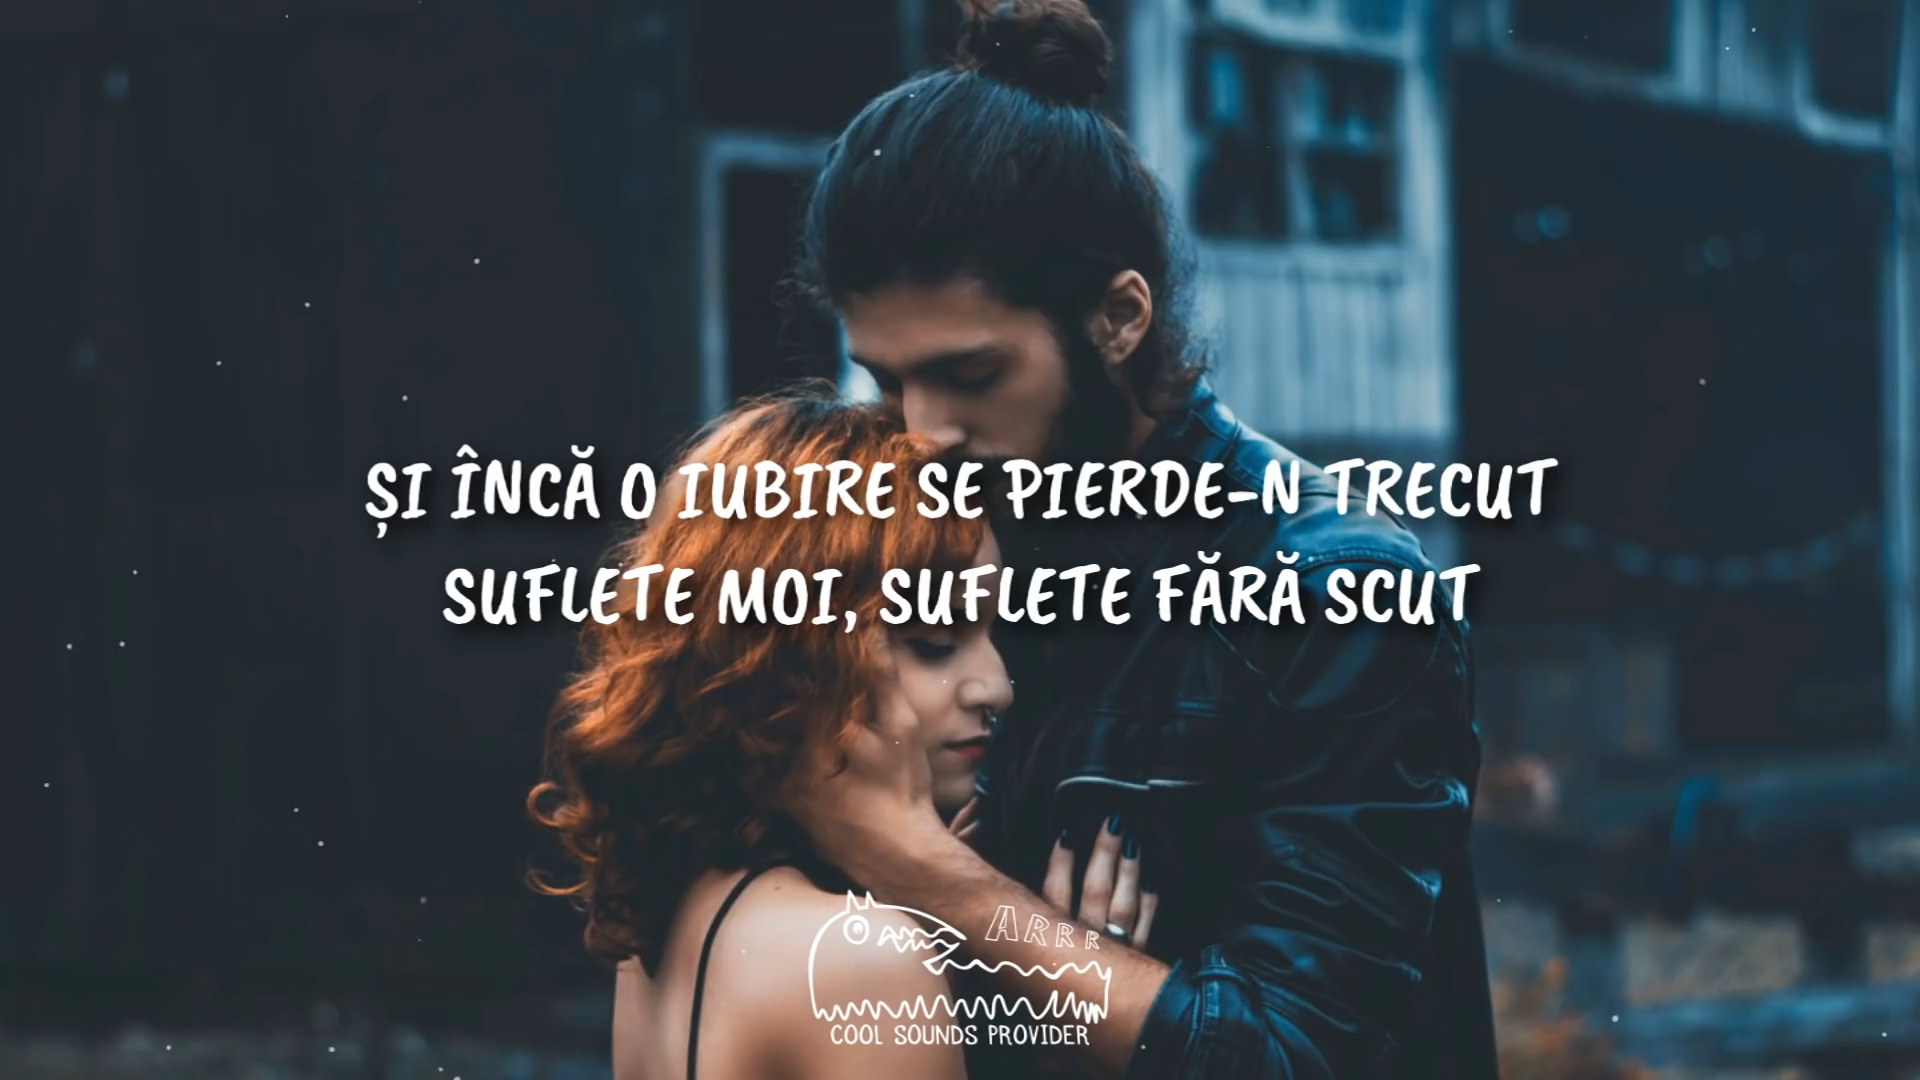 ȘI ÎNCĂ O IUBIRE SE PIERDE-N TRECUT
SUFLETE MOI, SUFLETE FĂRĂ SCUT
ARRR
COOL SOUNDS PROVIDER